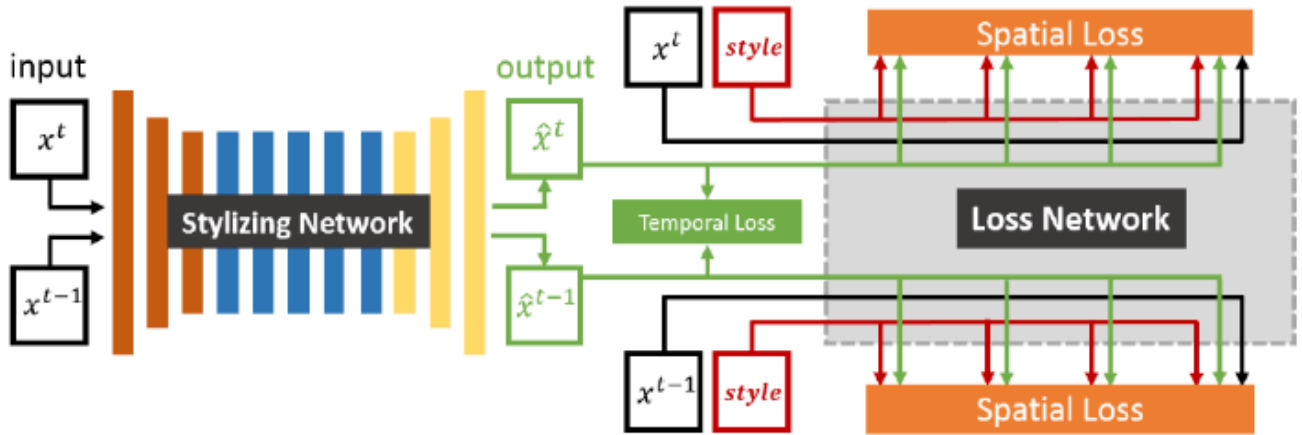 input
x^t
x^{t-1}
Stylizing Network
output
x̂^t
x̂^{t-1}
x^t
style
Spatial Loss
Temporal Loss
Loss Network
x^{t-1}
style
Spatial Loss